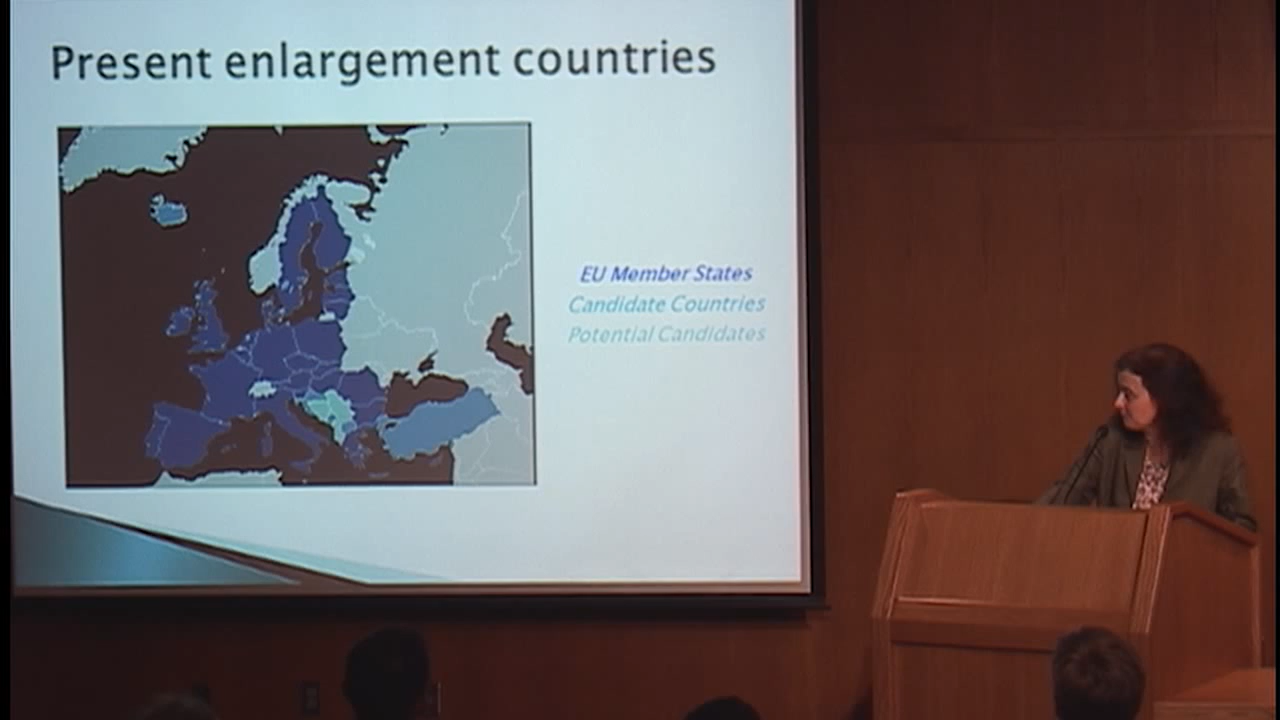 Present enlargement countries
EU Member States
Candidate Countries
Potential Candidates